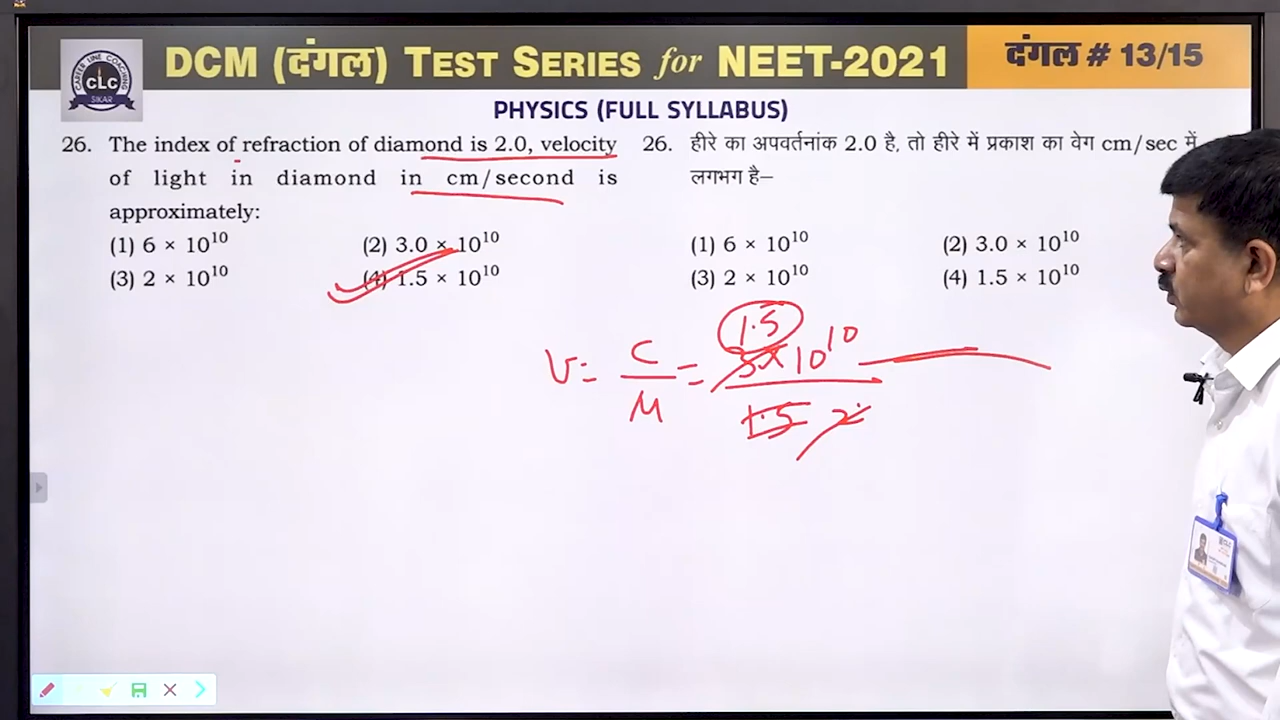 CAREER LINE COACHING
CLC
SIKAR
DCM (दंगल) TEST SERIES for NEET-2021
दंगल # 13/15
PHYSICS (FULL SYLLABUS)
26. The index of refraction of diamond is 2.0, velocity
of light in diamond in cm/second is
approximately:
(1) 6 × 10¹⁰ (2) 3.0 × 10¹⁰
(3) 2 × 10¹⁰ (4) 1.5 × 10¹⁰
26. हीरे का अपवर्तनांक 2.0 है, तो हीरे में प्रकाश का वेग cm/sec में
लगभग है–
(1) 6 × 10¹⁰ (2) 3.0 × 10¹⁰
(3) 2 × 10¹⁰ (4) 1.5 × 10¹⁰
1.5
v = C/μ = 3×10¹⁰
1.5 2